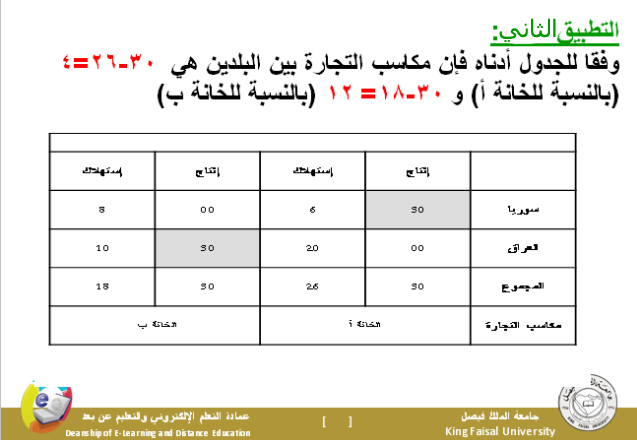 التطبيق الثاني:
وفقا للجدول أدناه فإن مكاسب التجارة بين البلدين هي ٣٠-٢٦=٤
(بالنسبة للخانة أ) و ٣٠-١٨= ١٢ (بالنسبة للخانة ب)
إنتاج إستهلاك إنتاج إستهلاك
سوريا 30 6 00 8
العراق 00 20 30 10
المجموع 30 26 30 18
مكاسب التجارة الخانة أ الخانة ب
جامعة الملك فيصل [ ] عمادة التعلم الإلكتروني والتعليم عن بعد
King Faisal University Deanship of E-Learning and Distance Education